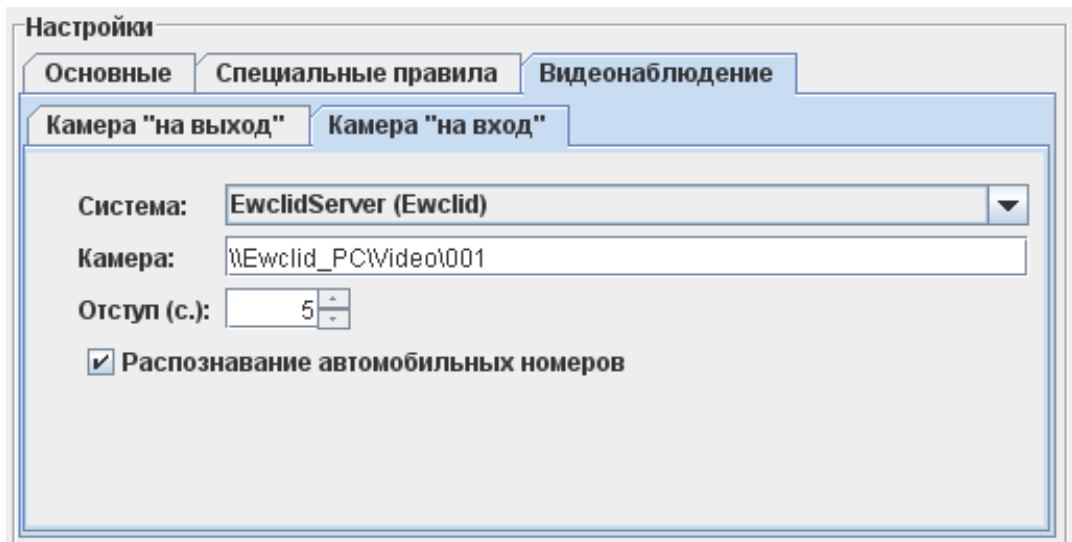 Настройки
Основные Специальные правила Видеонаблюдение
Камера "на выход" Камера "на вход"
Система: EwclidServer (Ewclid)
Камера: \\Ewclid_PC\Video\001
Отступ (с.): 5
Распознавание автомобильных номеров